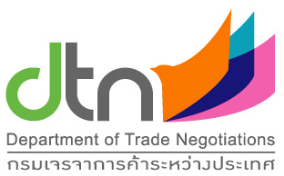 dtn
Department of Trade Negotiations
กรมเจรจาการค้าระหว่างประเทศ